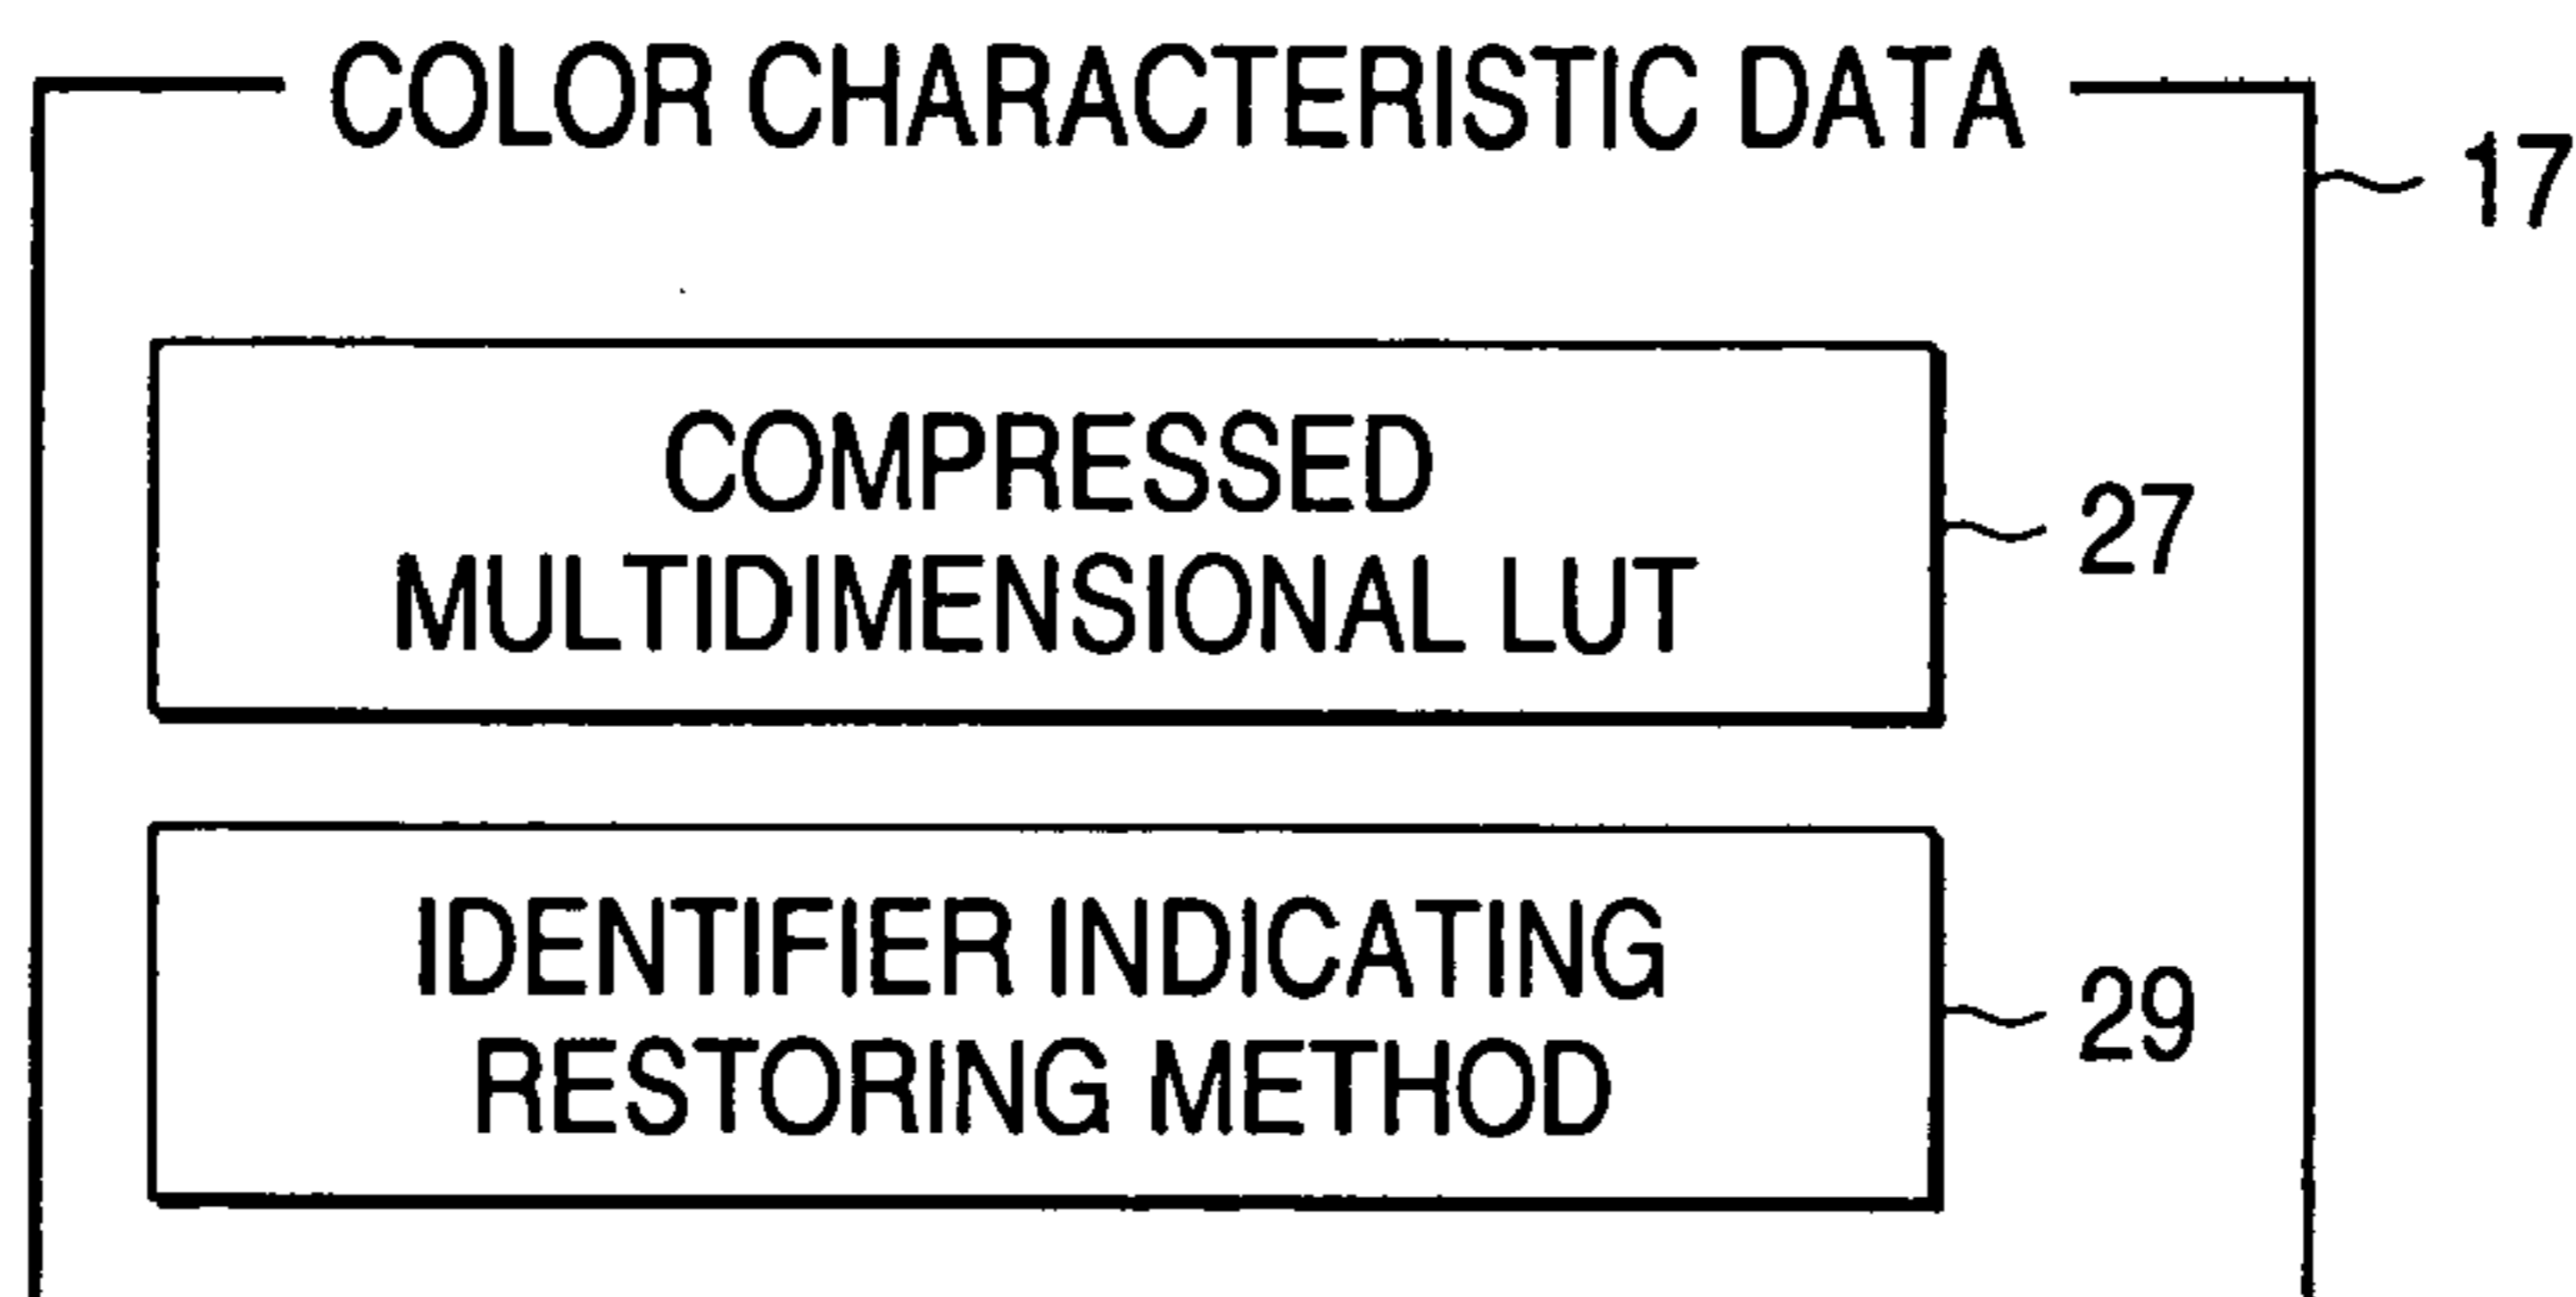 COLOR CHARACTERISTIC DATA
17
COMPRESSED
MULTIDIMENSIONAL LUT
27
IDENTIFIER INDICATING
RESTORING METHOD
29